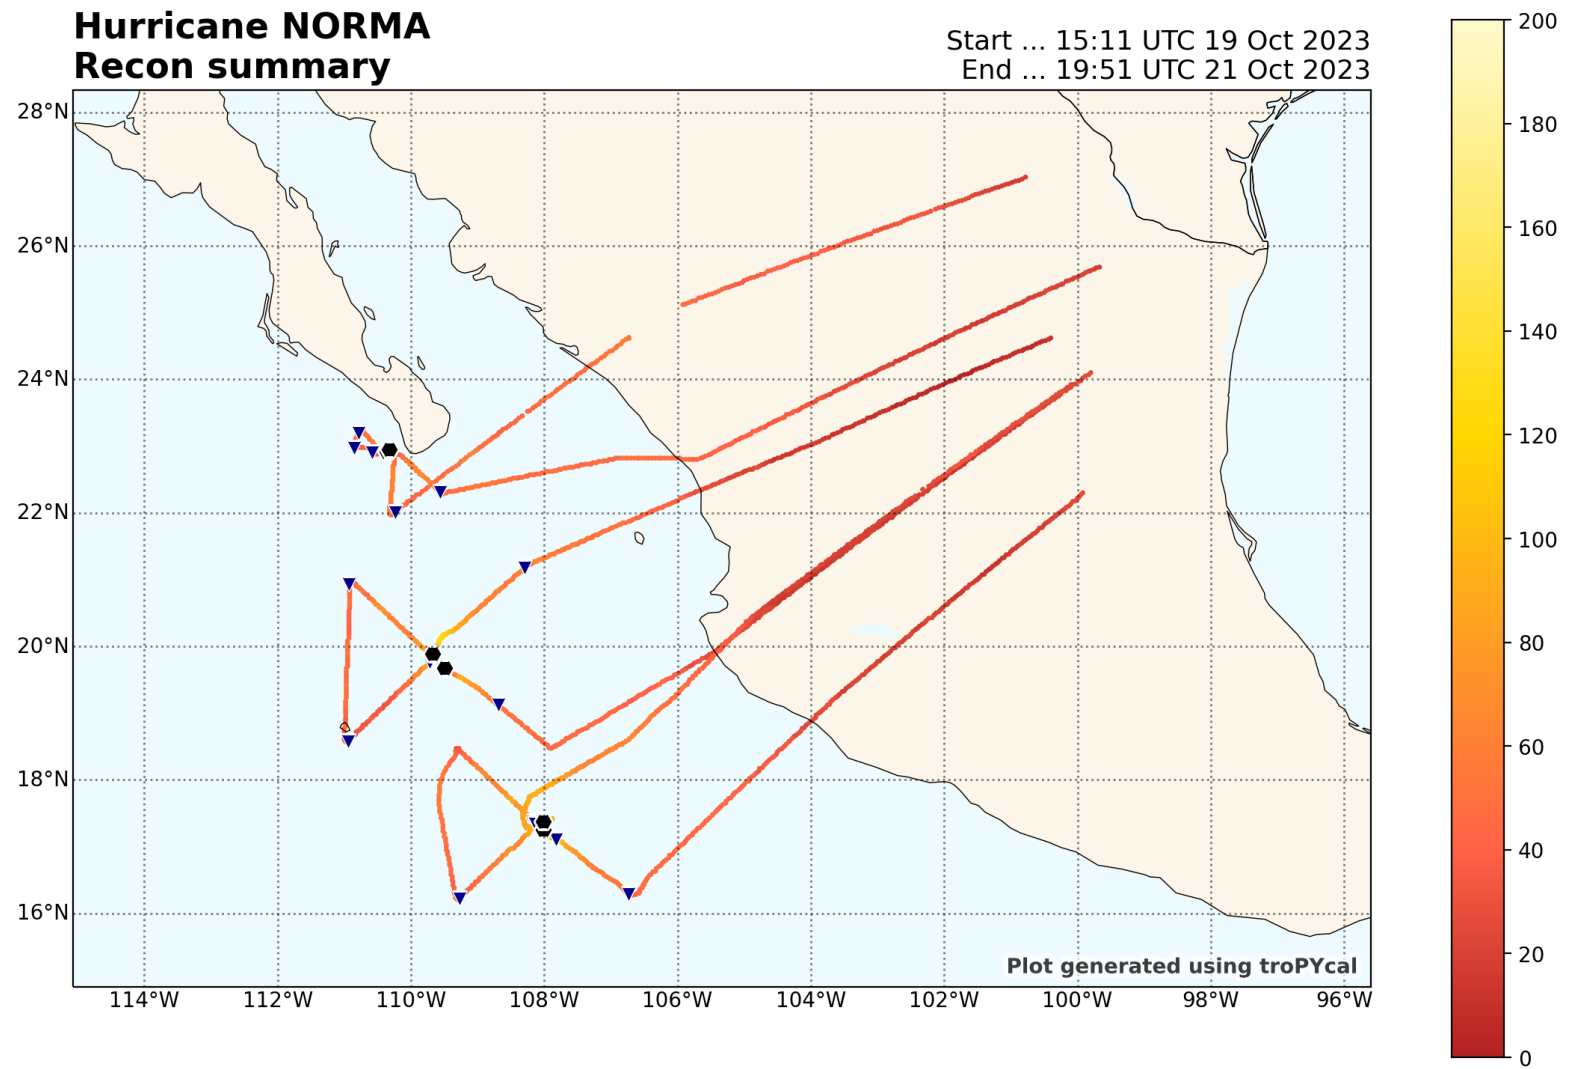 Hurricane NORMA
Recon summary
Start ... 15:11 UTC 19 Oct 2023
End ... 19:51 UTC 21 Oct 2023
28°N
26°N
24°N
22°N
20°N
18°N
16°N
114°W
112°W
110°W
108°W
106°W
104°W
102°W
100°W
98°W
96°W
Plot generated using troPYcal
200
180
160
140
120
100
80
60
40
20
0